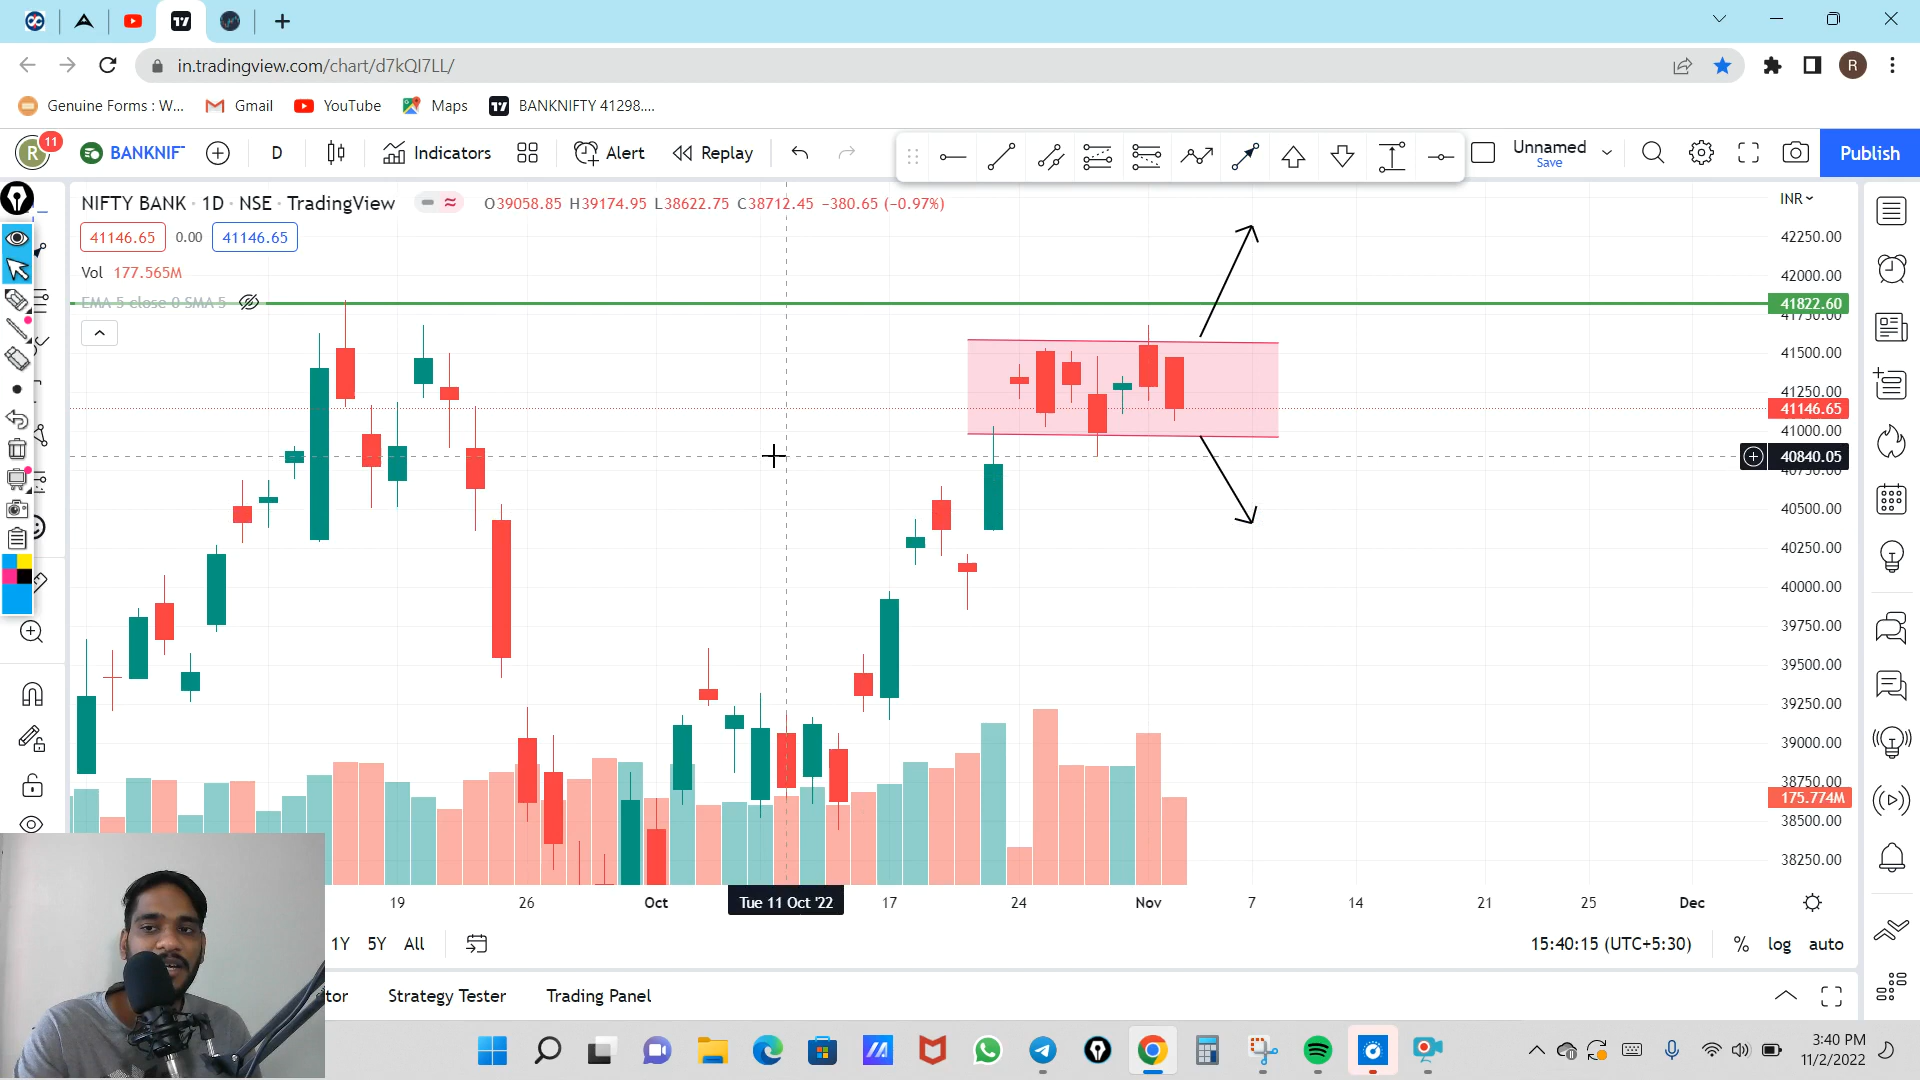 in.tradingview.com/chart/d7kQI7LL/
R
Genuine Forms : W...
Gmail
YouTube
Maps
BANKNIFTY 41298....
R
11
BANKNIF
D
Indicators
Alert
Replay
Unnamed
Save
Publish
NIFTY BANK · 1D · NSE · TradingView
O39058.85 H39174.95 L38622.75 C38712.45 −380.65 (−0.97%)
INR
41146.65
0.00
41146.65
Vol 177.565M
EMA 5 close 0 SMA 5
42250.00
42000.00
41822.60
41750.00
41500.00
41250.00
41146.65
41000.00
40840.05
40750.00
40500.00
40250.00
40000.00
39750.00
39500.00
39250.00
39000.00
38750.00
175.774M
38500.00
38250.00
19
26
Oct
Tue 11 Oct '22
17
24
Nov
7
14
21
25
Dec
1Y
5Y
All
15:40:15 (UTC+5:30)
%
log
auto
tor
Strategy Tester
Trading Panel
3:40 PM
11/2/2022